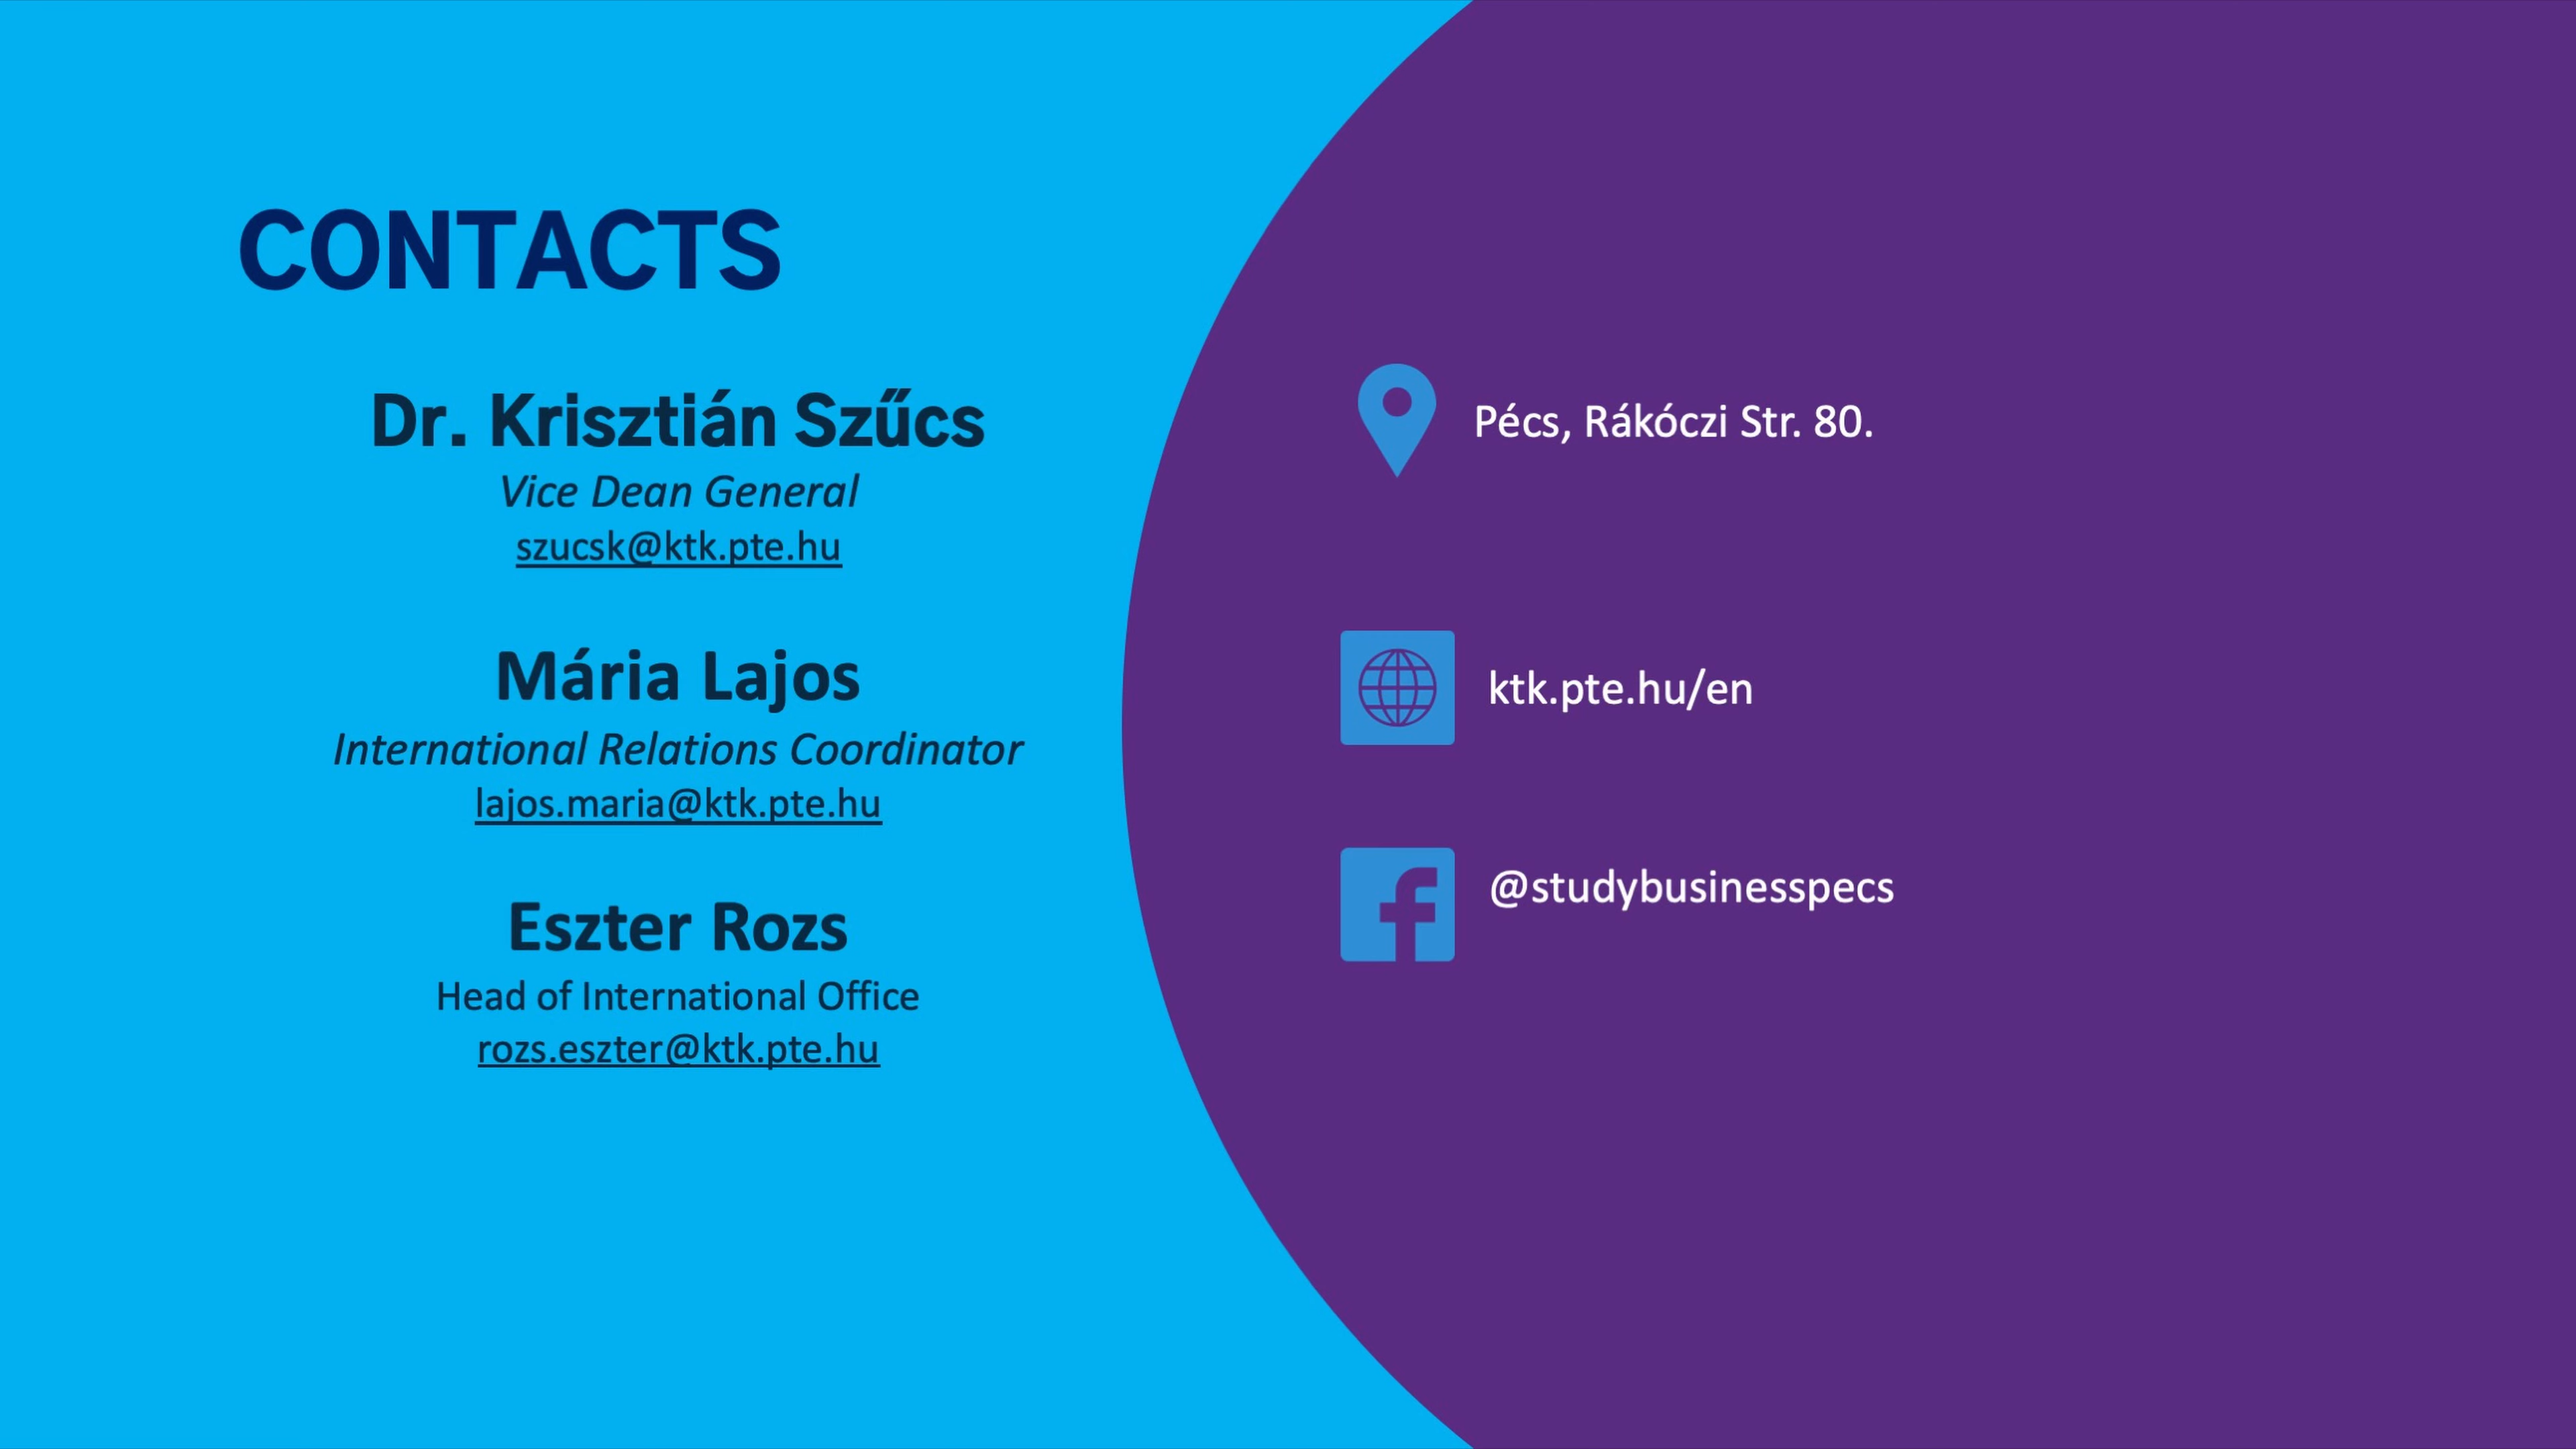 CONTACTS
Dr. Krisztián Szűcs
Vice Dean General
szucsk@ktk.pte.hu
Mária Lajos
International Relations Coordinator
lajos.maria@ktk.pte.hu
Eszter Rozs
Head of International Office
rozs.eszter@ktk.pte.hu
Pécs, Rákóczi Str. 80.
ktk.pte.hu/en
@studybusinesspecs